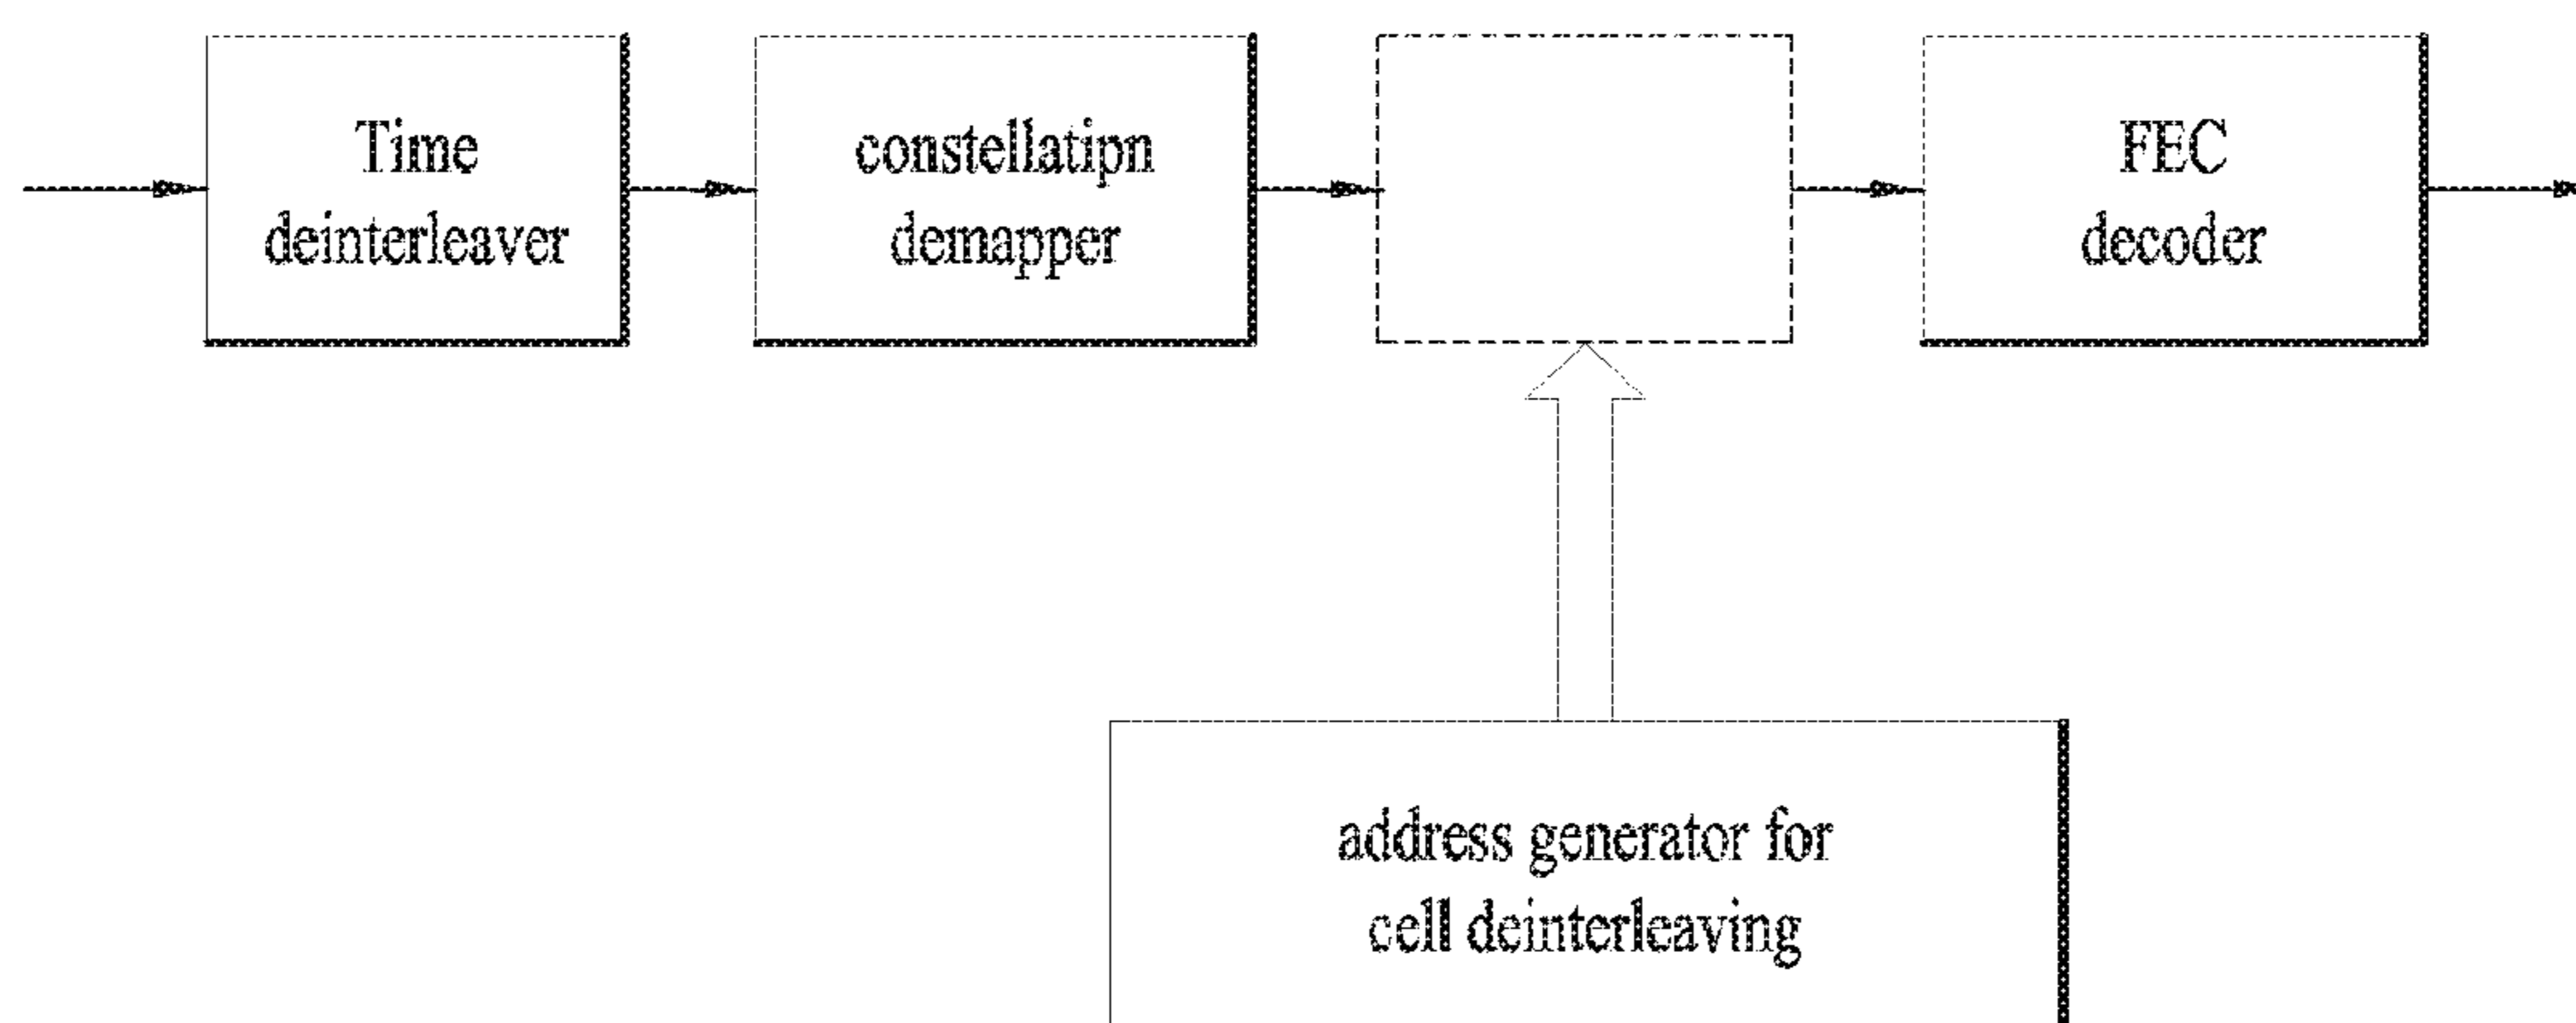 Time
deinterleaver
constellatipn
demapper
FEC
decoder
address generator for
cell deinterleaving